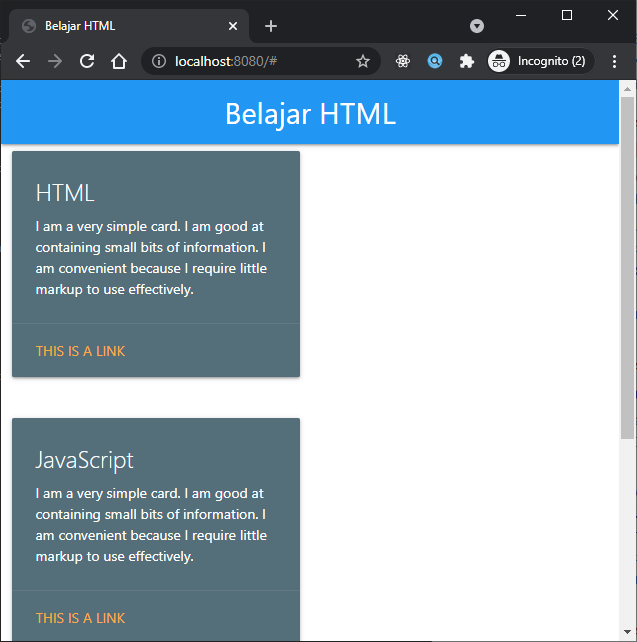 Belajar HTML
localhost:8080/#
Incognito (2)
Belajar HTML
HTML
I am a very simple card. I am good at
containing small bits of information. I
am convenient because I require little
markup to use effectively.
THIS IS A LINK
JavaScript
I am a very simple card. I am good at
containing small bits of information. I
am convenient because I require little
markup to use effectively.
THIS IS A LINK